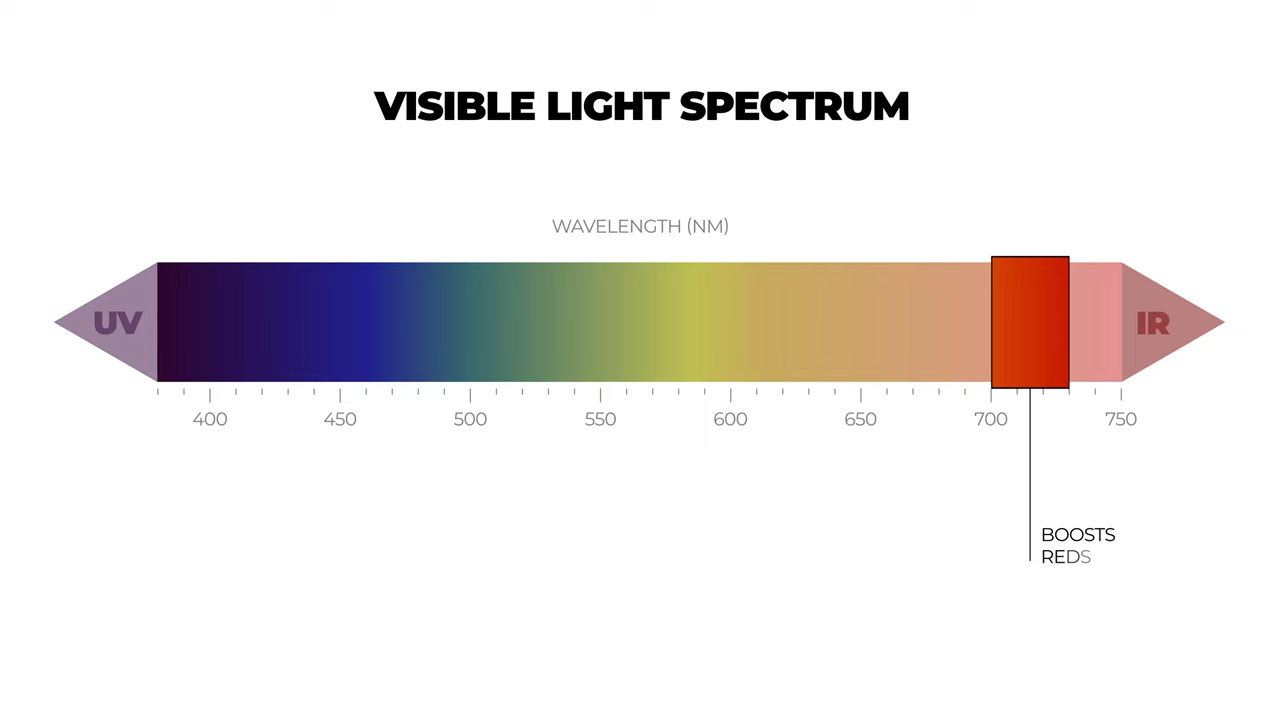 VISIBLE LIGHT SPECTRUM
WAVELENGTH (NM)
UV
IR
400 450 500 550 600 650 700 750
BOOSTS
REDS